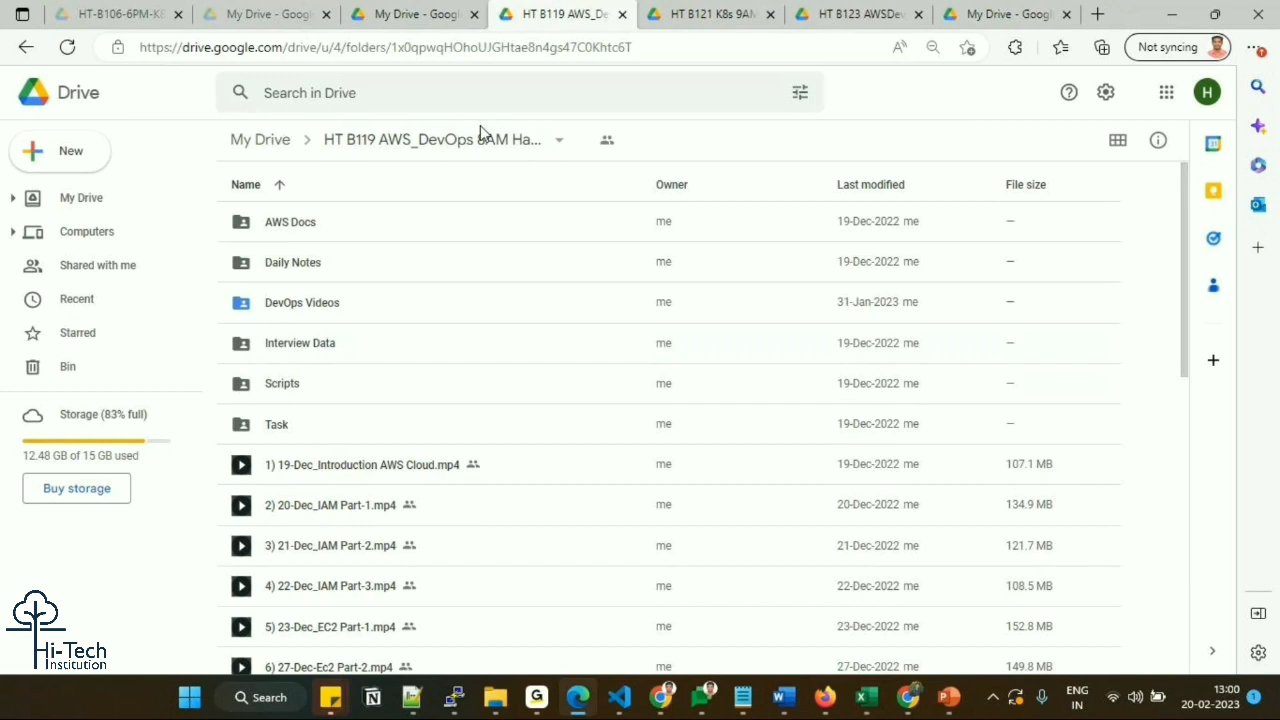 HT-B106-6PM-K8
My Drive - Googl
My Drive - Googl
HT B119 AWS_De
HT B121 K8s 9AM
HT B123 AWSDev
My Drive - Googl
https://drive.google.com/drive/u/4/folders/1x0qpwqHOhoUJGHtae8n4gs47C0Khtc6T
Not syncing
Drive
Search in Drive
H
New
My Drive
Computers
Shared with me
Recent
Starred
Bin
Storage (83% full)
12.48 GB of 15 GB used
Buy storage
My Drive > HT B119 AWS_DevOps 8AM Ha...
Name Owner Last modified File size
AWS Docs me 19-Dec-2022 me —
Daily Notes me 19-Dec-2022 me —
DevOps Videos me 31-Jan-2023 me —
Interview Data me 19-Dec-2022 me —
Scripts me 19-Dec-2022 me —
Task me 19-Dec-2022 me —
1) 19-Dec_Introduction AWS Cloud.mp4 me 19-Dec-2022 me 107.1 MB
2) 20-Dec_IAM Part-1.mp4 me 20-Dec-2022 me 134.9 MB
3) 21-Dec_IAM Part-2.mp4 me 21-Dec-2022 me 121.7 MB
4) 22-Dec_IAM Part-3.mp4 me 22-Dec-2022 me 108.5 MB
5) 23-Dec_EC2 Part-1.mp4 me 23-Dec-2022 me 152.8 MB
6) 27-Dec-Ec2 Part-2.mp4 me 27-Dec-2022 me 149.8 MB
Hi-Tech
Institution
Search
ENG
IN
13:00
20-02-2023